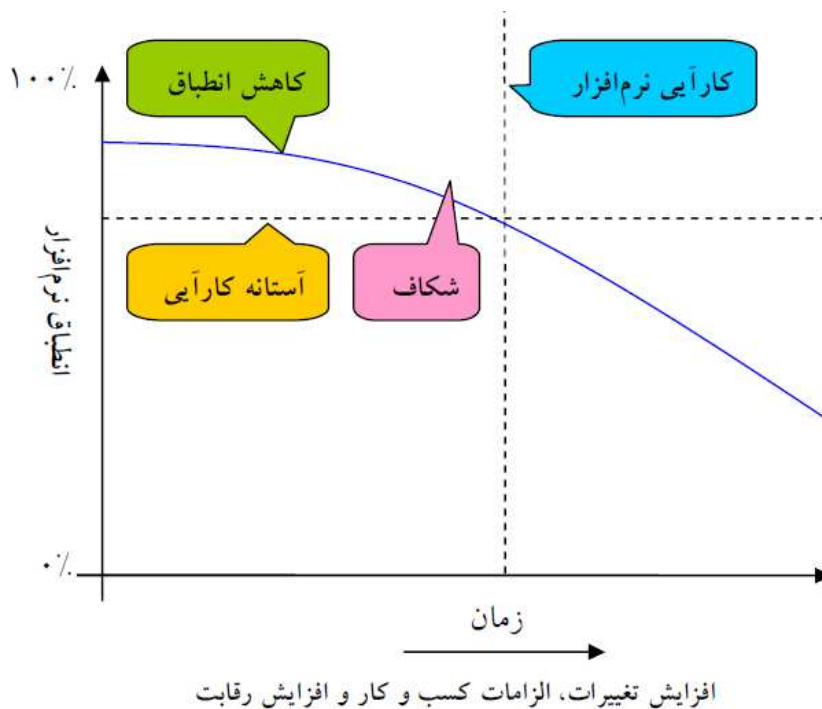 ۱۰۰٪
کاهش انطباق
کارآیی نرم‌افزار
آستانه کارآیی
شکاف
انطباق نرم‌افزار
۰٪
زمان
افزایش تغییرات، الزامات کسب و کار و افزایش رقابت